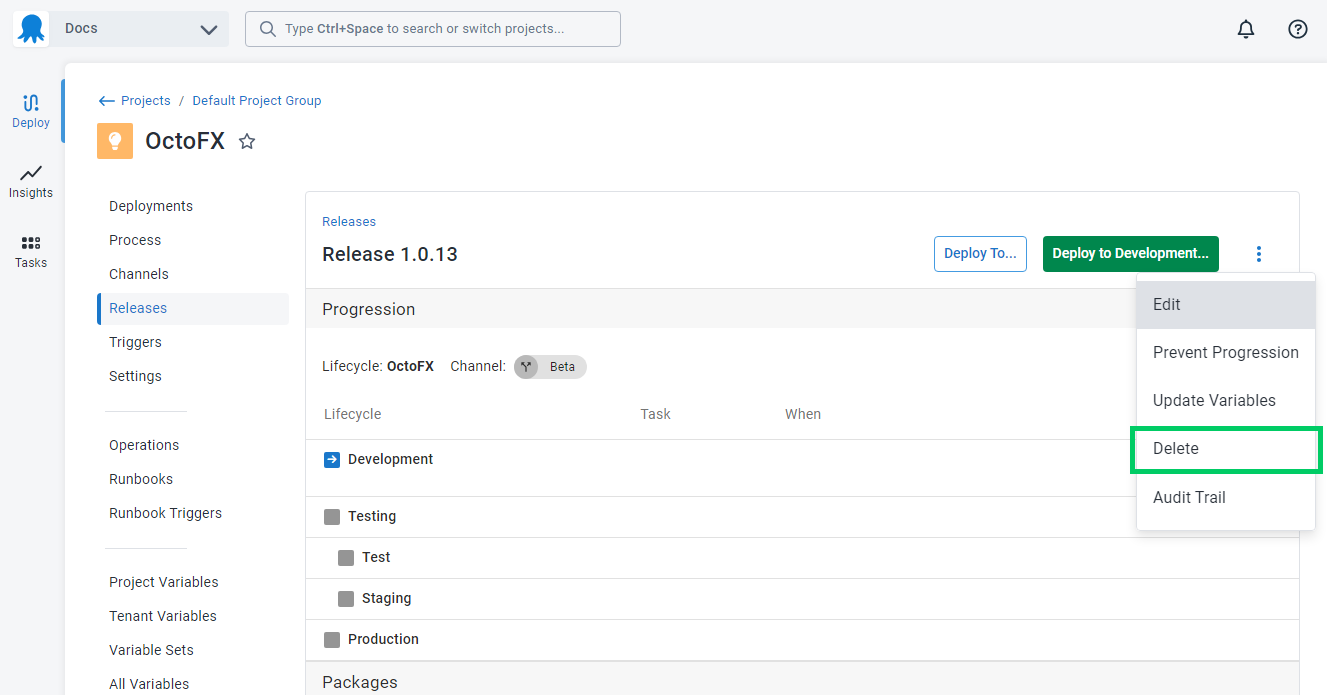 Docs
Type Ctrl+Space to search or switch projects...
Deploy
Insights
Tasks
Projects / Default Project Group
OctoFX
Deployments
Process
Channels
Releases
Triggers
Settings
Operations
Runbooks
Runbook Triggers
Project Variables
Tenant Variables
Variable Sets
All Variables
Releases
Release 1.0.13
Deploy To...
Deploy to Development...
Edit
Prevent Progression
Update Variables
Delete
Audit Trail
Progression
Lifecycle: OctoFX Channel: Beta
Lifecycle Task When
Development
Testing
Test
Staging
Production
Packages